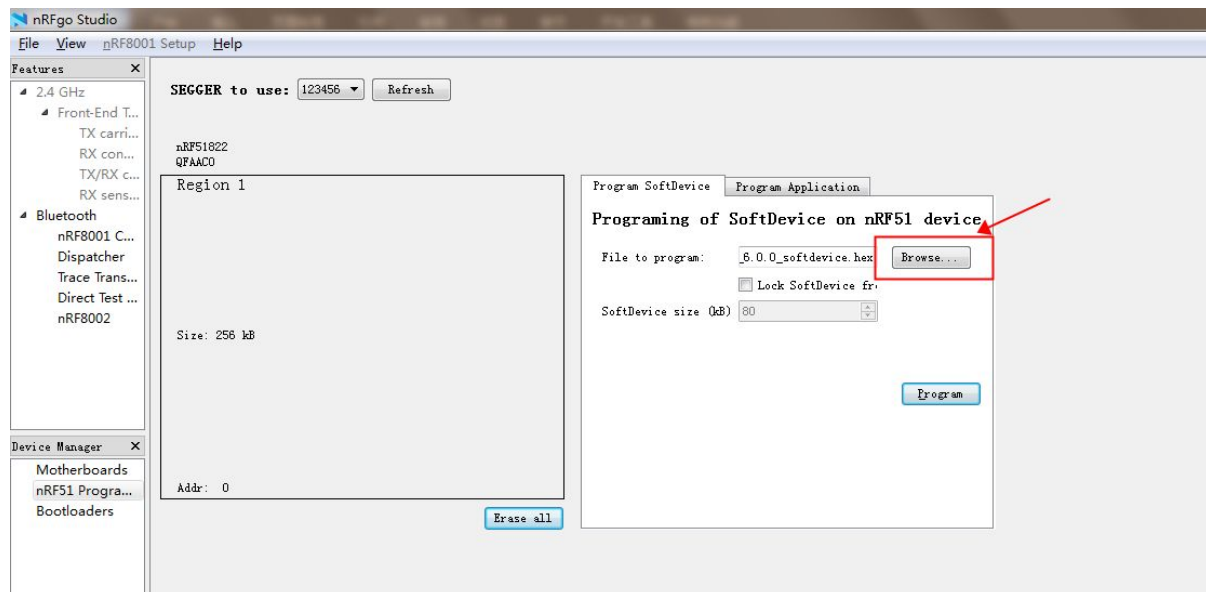 nRFgo Studio
File View nRF8001 Setup Help
Features X
2.4 GHz
Front-End T...
TX carri...
RX con...
TX/RX c...
RX sens...
Bluetooth
nRF8001 C...
Dispatcher
Trace Trans...
Direct Test ...
nRF8002
Device Manager X
Motherboards
nRF51 Progra...
Bootloaders
SEGGER to use: 123456 Refresh
nRF51822
QFAAC0
Region 1
Size: 256 kB
Addr: 0
Erase all
Program SoftDevice Program Application
Programing of SoftDevice on nRF51 device
File to program: _6.0.0_softdevice.hex Browse...
Lock SoftDevice fr
SoftDevice size (kB) 80
Program